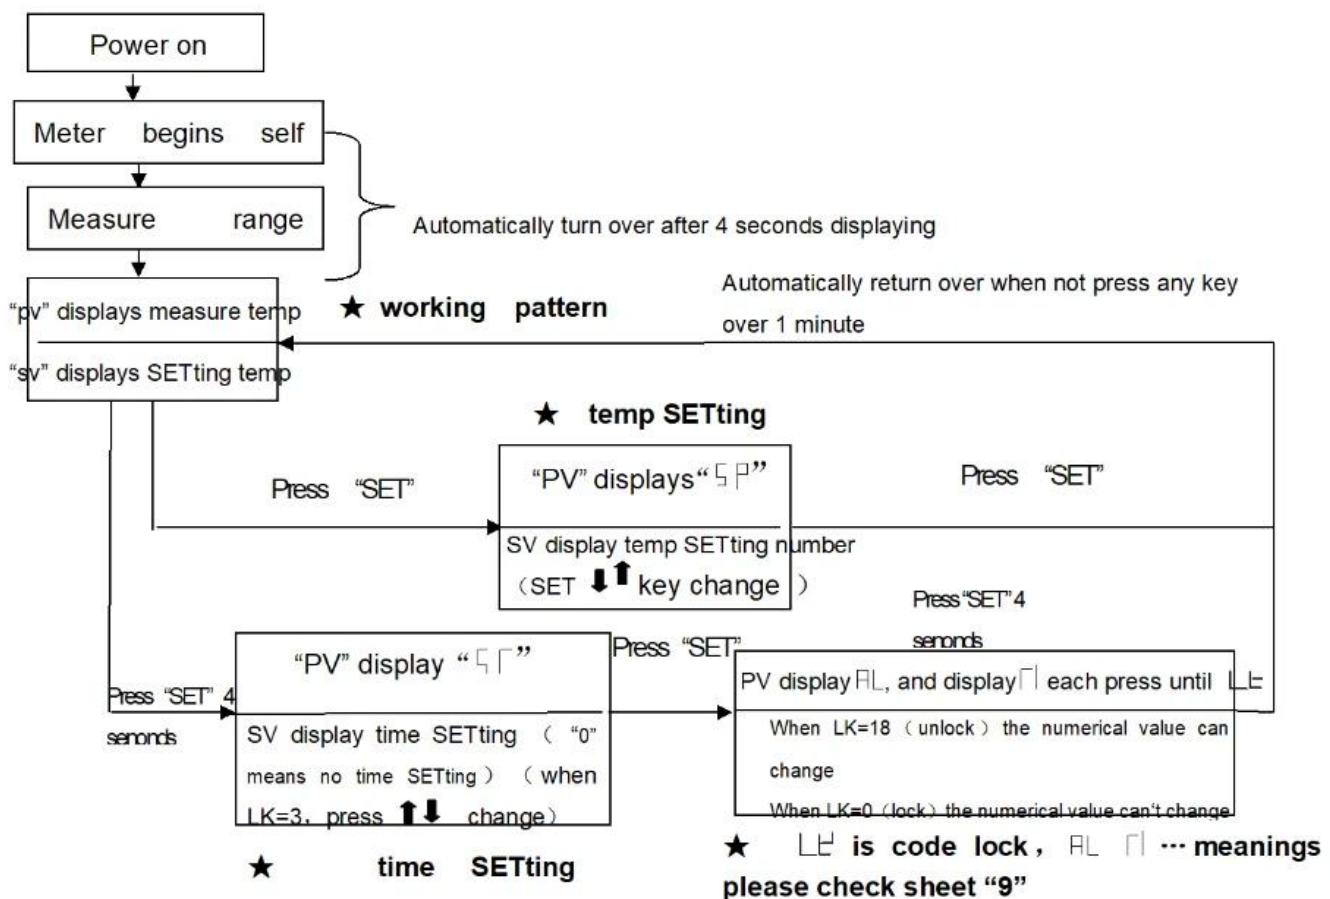 Power on
Meter begins self
Measure range
Automatically turn over after 4 seconds displaying
Automatically return over when not press any key
over 1 minute
★ working pattern
“pv” displays measure temp
“sv” displays SETting temp
★ temp SETting
Press “SET”
“PV” displays“SP”
Press “SET”
SV display temp SETting number
（SET ⬇⬆ key change ）
Press “SET” 4
senonds
“PV” display “ST”
Press “SET”
PV display AL, and display TI each press until LK
Press “SET” 4
senonds
SV display time SETting （ “0”
means no time SETting） （ when
LK=3, press ⬆⬇ change）
When LK=18 （ unlock ） the numerical value can
change
When LK=0（lock）the numerical value can't change
★ time SETting
★ LK is code lock， AL TI …meanings
please check sheet “9”